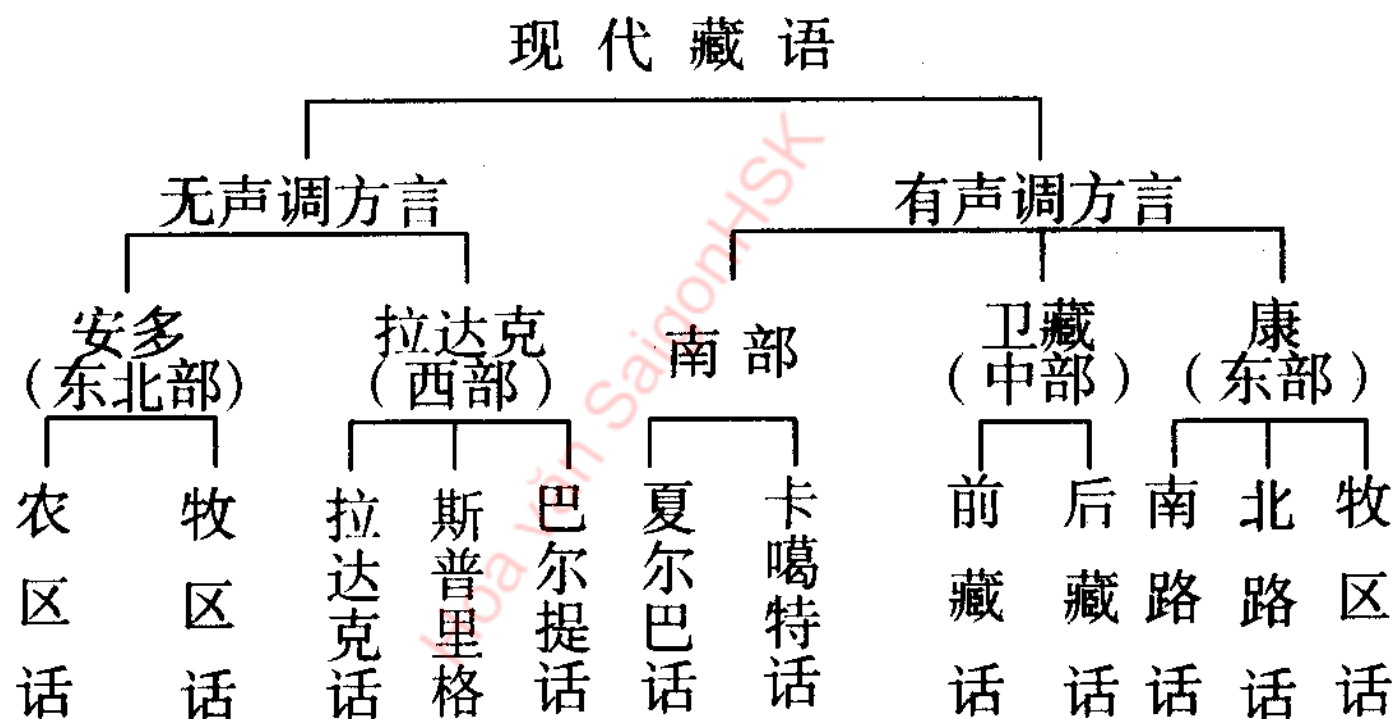 现代藏语
无声调方言 有声调方言
安多 拉达克 南部 卫藏 康
(东北部) (西部) (中部) (东部)
农区话 牧区话 拉达克话 斯普里格 巴尔提话 夏尔巴话 卡噶特话 前藏话 后藏话 南路话 北路话 牧区话
Hoa văn SaigonHSK